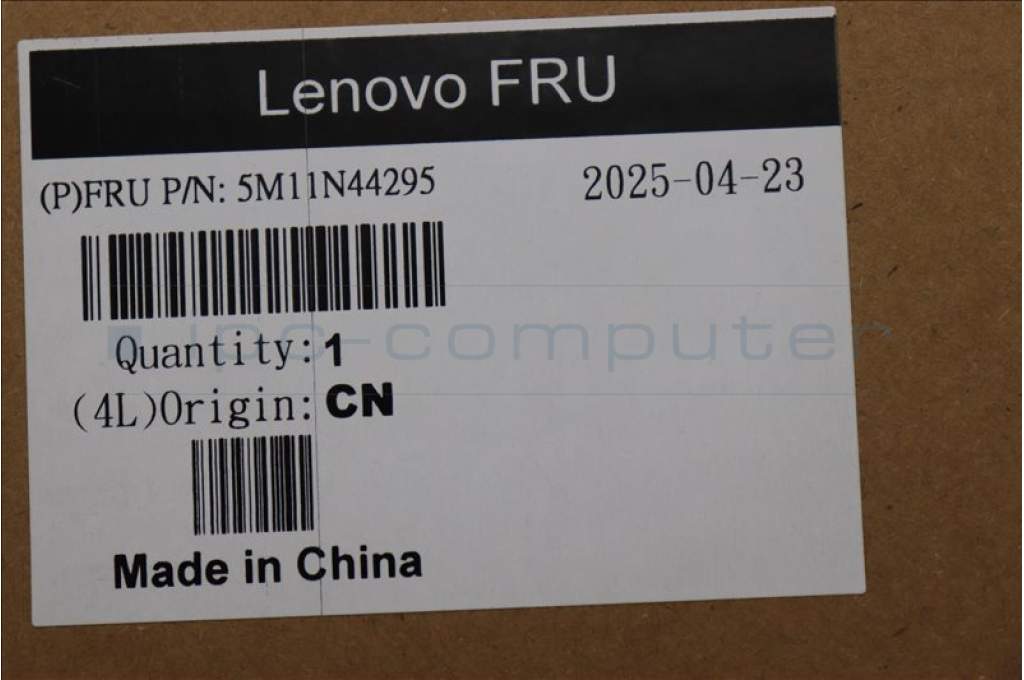 Lenovo FRU
(P)FRU P/N: 5M11N44295
2025-04-23
ipc-computer
Quantity:1
(4L)Origin:CN
Made in China